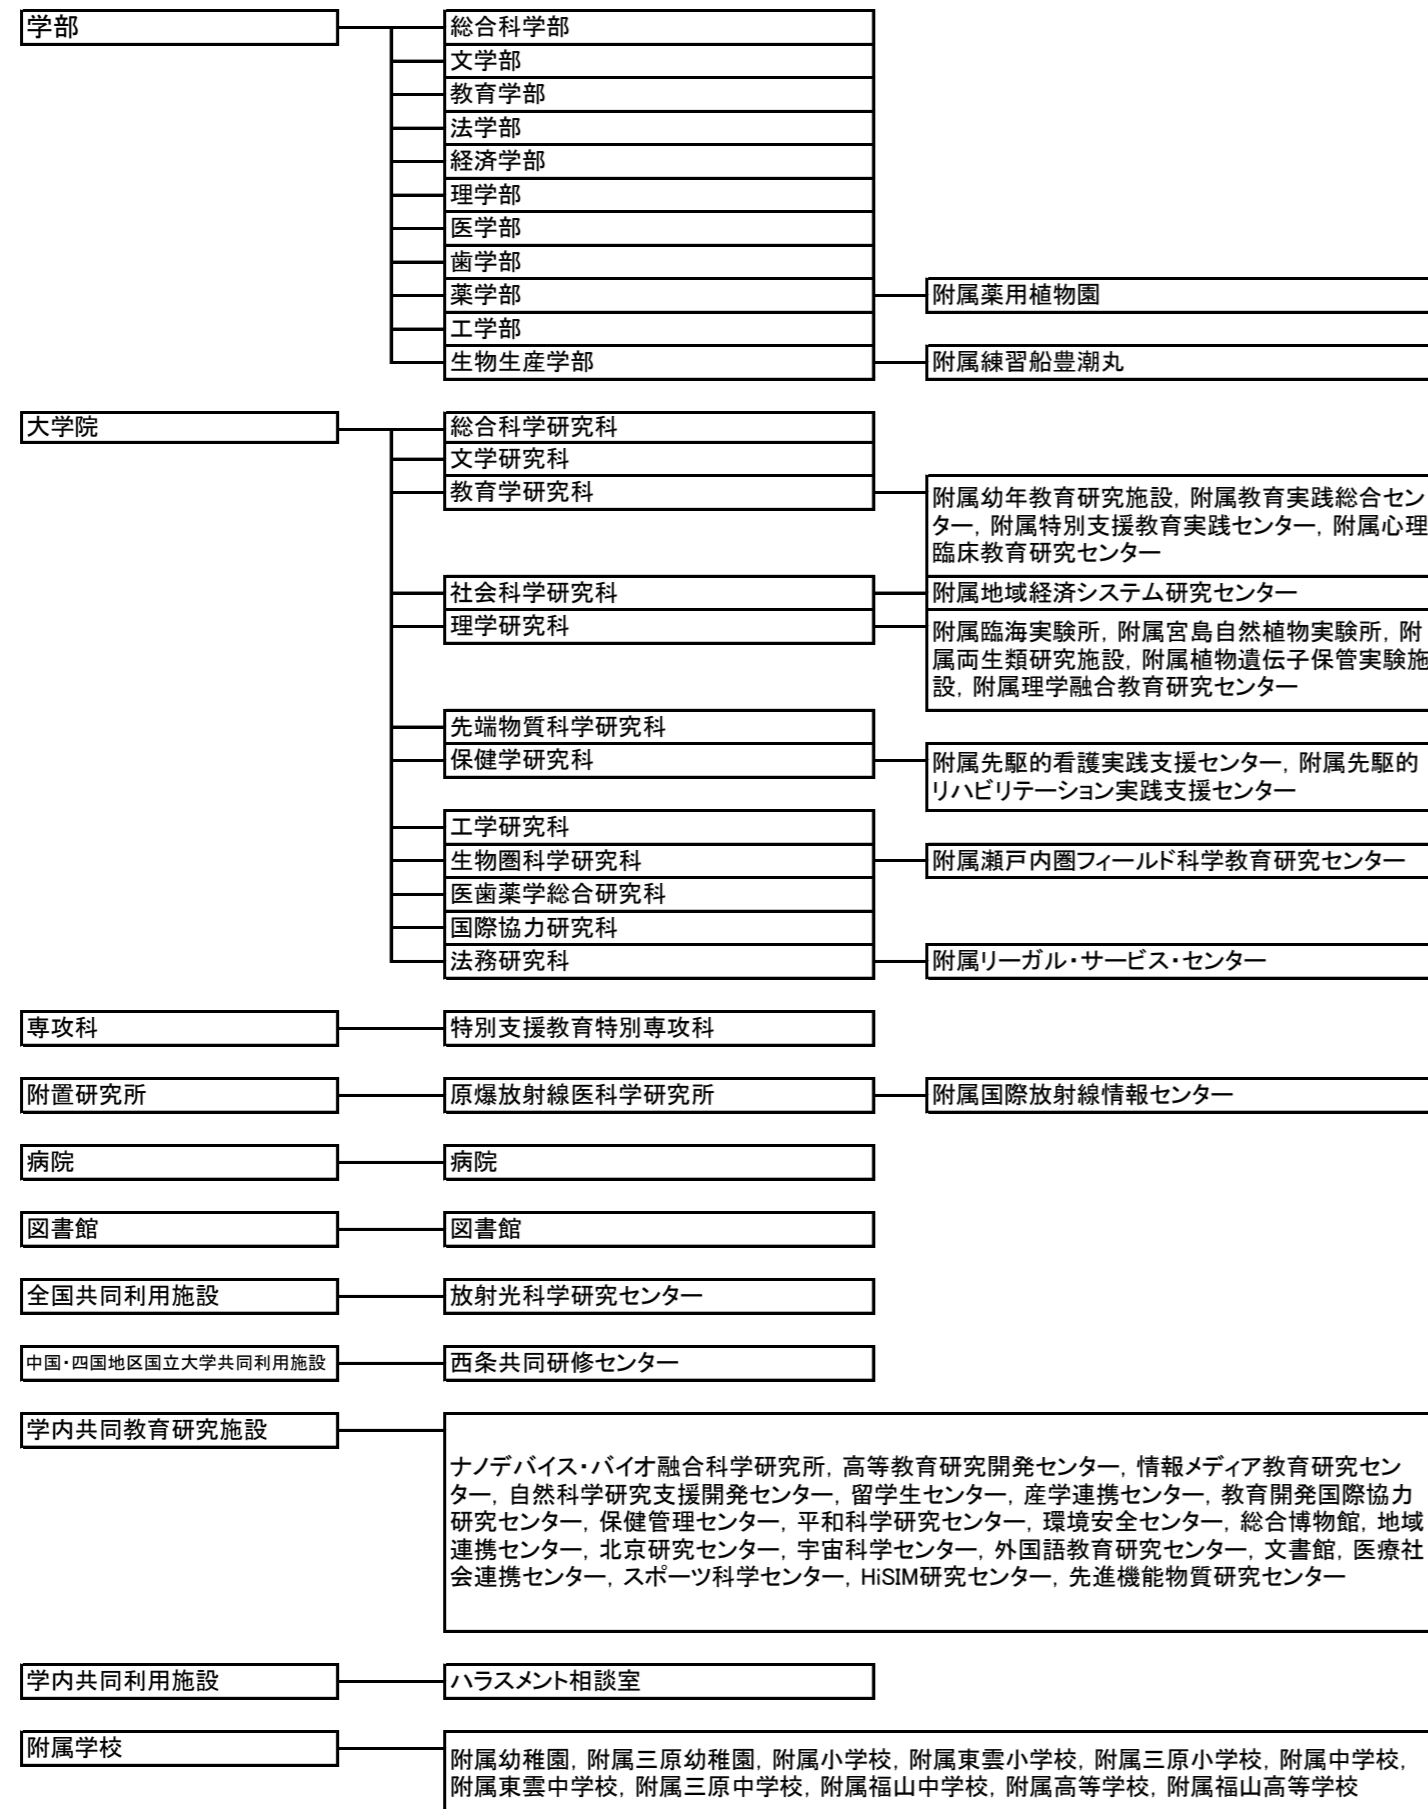 学部
総合科学部
文学部
教育学部
法学部
経済学部
理学部
医学部
歯学部
薬学部
附属薬用植物園
工学部
生物生産学部
附属練習船豊潮丸
大学院
総合科学研究科
文学研究科
教育学研究科
附属幼年教育研究施設, 附属教育実践総合セン
ター, 附属特別支援教育実践センター, 附属心理
臨床教育研究センター
社会科学研究科
附属地域経済システム研究センター
理学研究科
附属臨海実験所, 附属宮島自然植物実験所, 附
属両生類研究施設, 附属植物遺伝子保管実験施
設, 附属理学融合教育研究センター
先端物質科学研究科
保健学研究科
附属先駆的看護実践支援センター, 附属先駆的
リハビリテーション実践支援センター
工学研究科
生物圏科学研究科
附属瀬戸内圏フィールド科学教育研究センター
医歯薬学総合研究科
国際協力研究科
法務研究科
附属リーガル・サービス・センター
専攻科
特別支援教育特別専攻科
附置研究所
原爆放射線医科学研究所
附属国際放射線情報センター
病院
病院
図書館
図書館
全国共同利用施設
放射光科学研究センター
中国・四国地区国立大学共同利用施設
西条共同研修センター
学内共同教育研究施設
ナノデバイス・バイオ融合科学研究所, 高等教育研究開発センター, 情報メディア教育研究セン
ター, 自然科学研究支援開発センター, 留学生センター, 産学連携センター, 教育開発国際協力
研究センター, 保健管理センター, 平和科学研究センター, 環境安全センター, 総合博物館, 地域
連携センター, 北京研究センター, 宇宙科学センター, 外国語教育研究センター, 文書館, 医療社
会連携センター, スポーツ科学センター, HiSIM研究センター, 先進機能物質研究センター
学内共同利用施設
ハラスメント相談室
附属学校
附属幼稚園, 附属三原幼稚園, 附属小学校, 附属東雲小学校, 附属三原小学校, 附属中学校,
附属東雲中学校, 附属三原中学校, 附属福山中学校, 附属高等学校, 附属福山高等学校